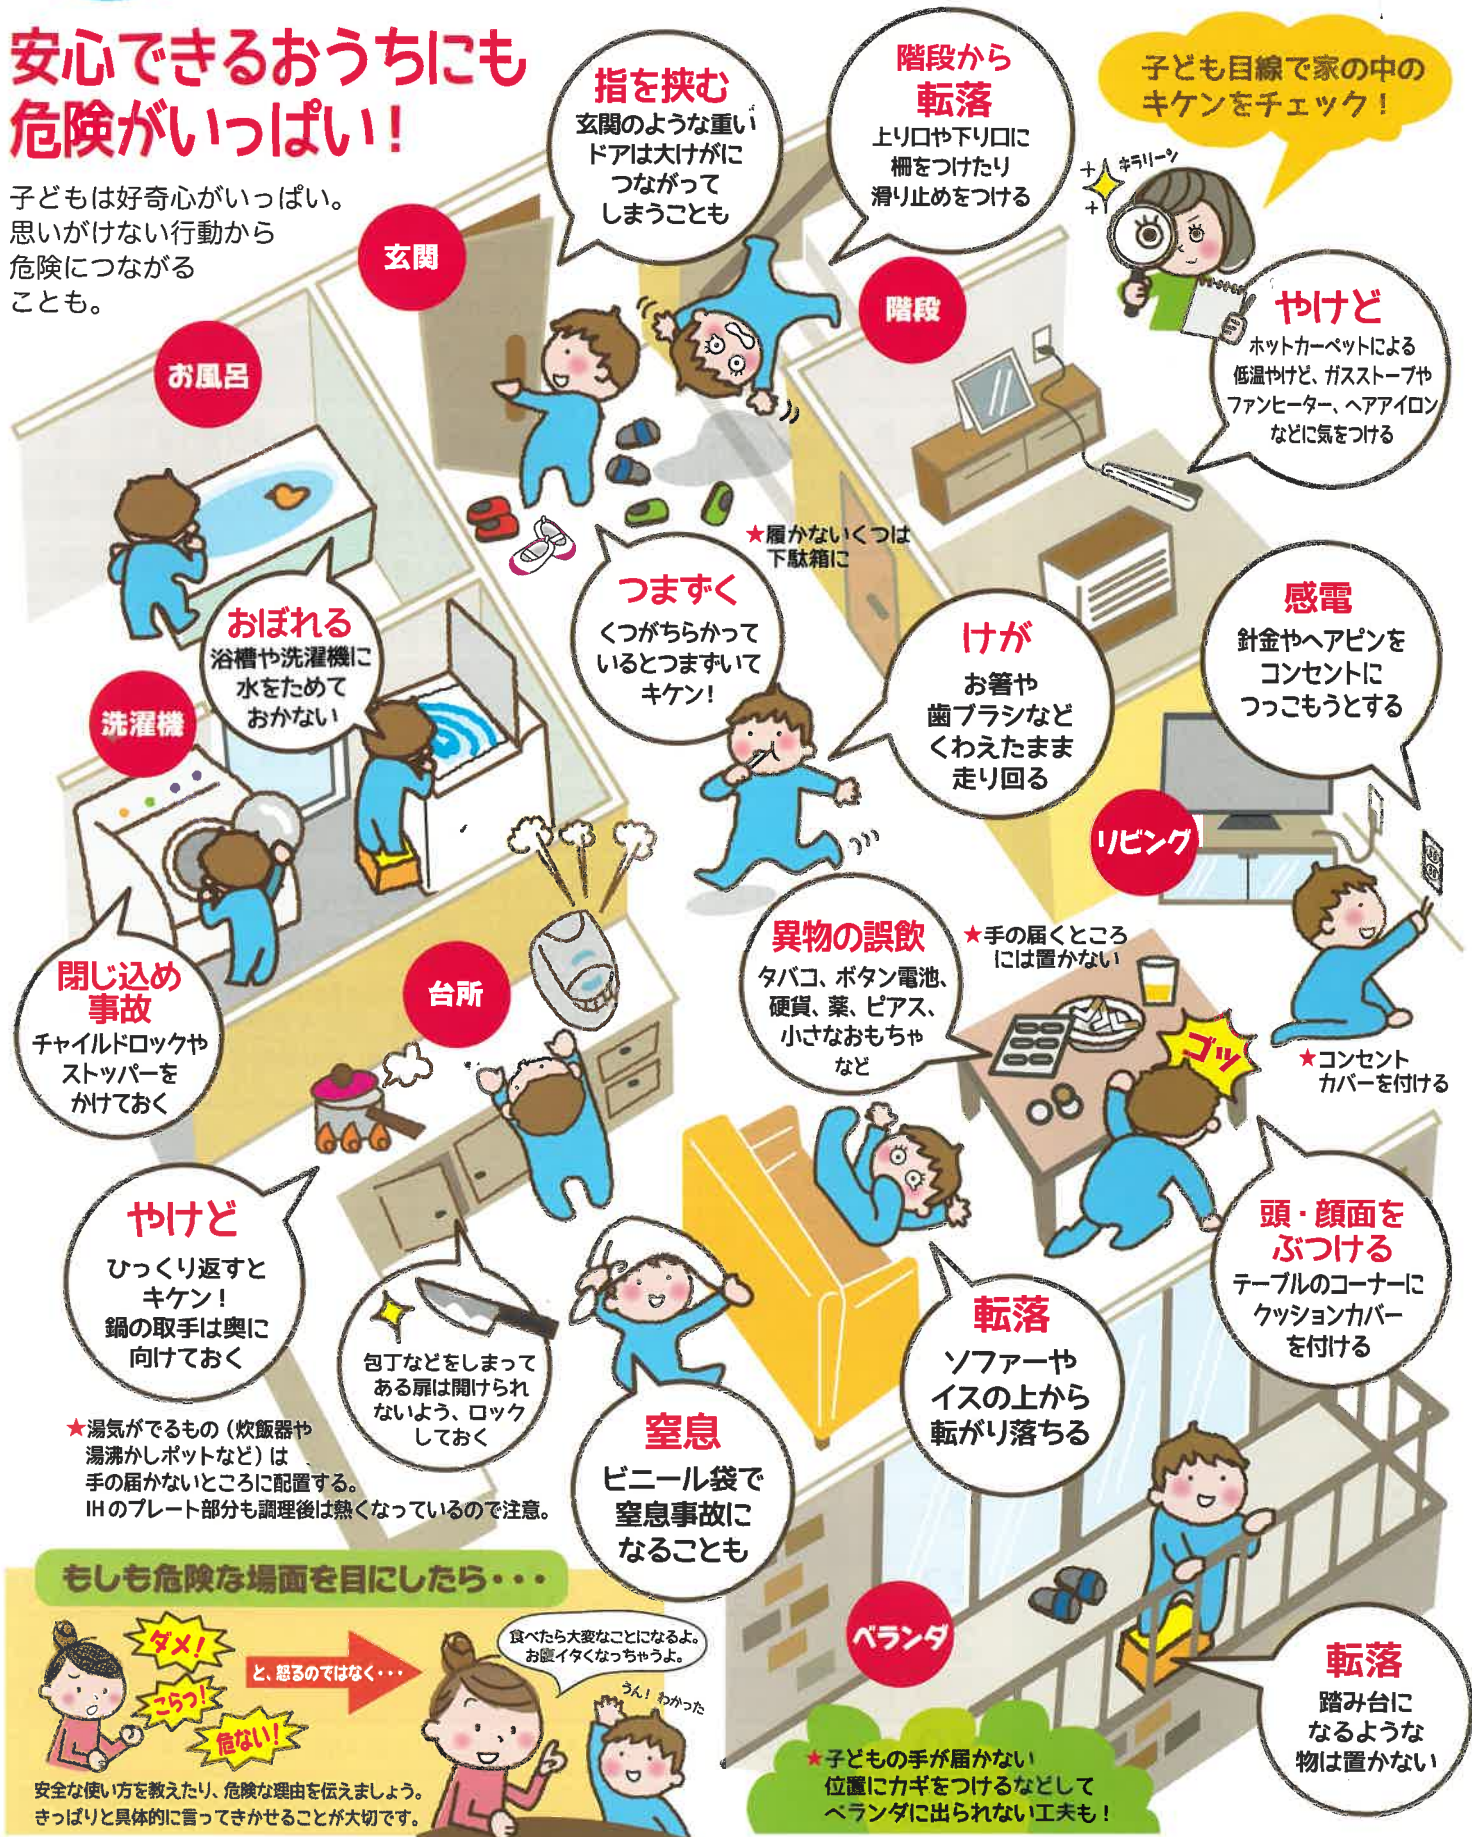 安心できるおうちにも
危険がいっぱい！
子どもは好奇心がいっぱい。
思いがけない行動から
危険につながる
ことも。
子ども目線で家の中の
キケンをチェック！
キラリーン
玄関
指を挟む
玄関のような重い
ドアは大けがに
つながって
しまうことも
階段から
転落
上り口や下り口に
柵をつけたり
滑り止めをつける
階段
やけど
ホットカーペットによる
低温やけど、ガスストーブや
ファンヒーター、ヘアアイロン
などに気をつける
お風呂
おぼれる
浴槽や洗濯機に
水をためて
おかない
つまずく
くつがちらかって
いるとつまずいて
キケン！
★履かないくつは
下駄箱に
けが
お箸や
歯ブラシなど
くわえたまま
走り回る
感電
針金やヘアピンを
コンセントに
つっこもうとする
洗濯機
閉じ込め
事故
チャイルドロックや
ストッパーを
かけておく
リビング
異物の誤飲
タバコ、ボタン電池、
硬貨、薬、ピアス、
小さなおもちゃ
など
★手の届くところ
には置かない
ゴツ
★コンセント
カバーを付ける
台所
やけど
ひっくり返すと
キケン！
鍋の取手は奥に
向けておく
包丁などをしまって
ある扉は開けられ
ないよう、ロック
しておく
★湯気がでるもの（炊飯器や
湯沸かしポットなど）は
手の届かないところに配置する。
IHのプレート部分も調理後は熱くなっているので注意。
窒息
ビニール袋で
窒息事故に
なることも
転落
ソファーや
イスの上から
転がり落ちる
頭・顔面を
ぶつける
テーブルのコーナーに
クッションカバー
を付ける
もしも危険な場面を目にしたら・・・
ダメ！
こらっ！
危ない！
と、怒るのではなく・・・
食べたら大変なことになるよ。
お腹イタくなっちゃうよ。
うん！わかった
安全な使い方を教えたり、危険な理由を伝えましょう。
きっぱりと具体的に言ってきかせることが大切です。
ベランダ
★子どもの手が届かない
位置にカギをつけるなどして
ベランダに出られない工夫も！
転落
踏み台に
なるような
物は置かない